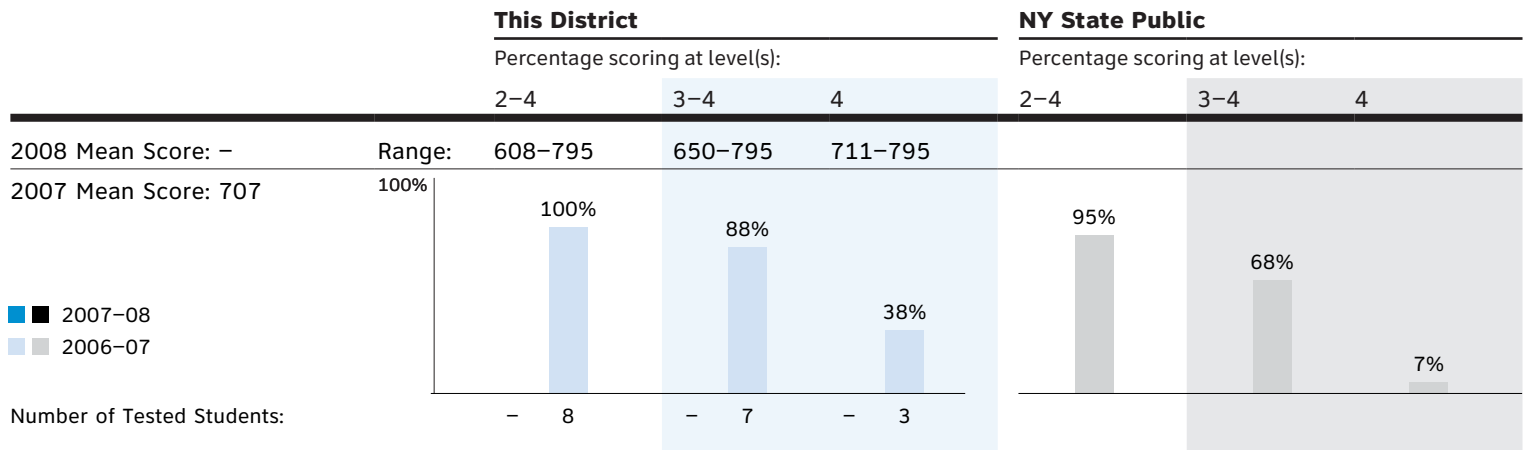 This District NY State Public
Percentage scoring at level(s): Percentage scoring at level(s):
2–4 3–4 4 2–4 3–4 4
2008 Mean Score: – Range: 608–795 650–795 711–795
2007 Mean Score: 707 100%
100% 88% 38% 95% 68% 7%
2007–08
2006–07
Number of Tested Students: – 8 – 7 – 3